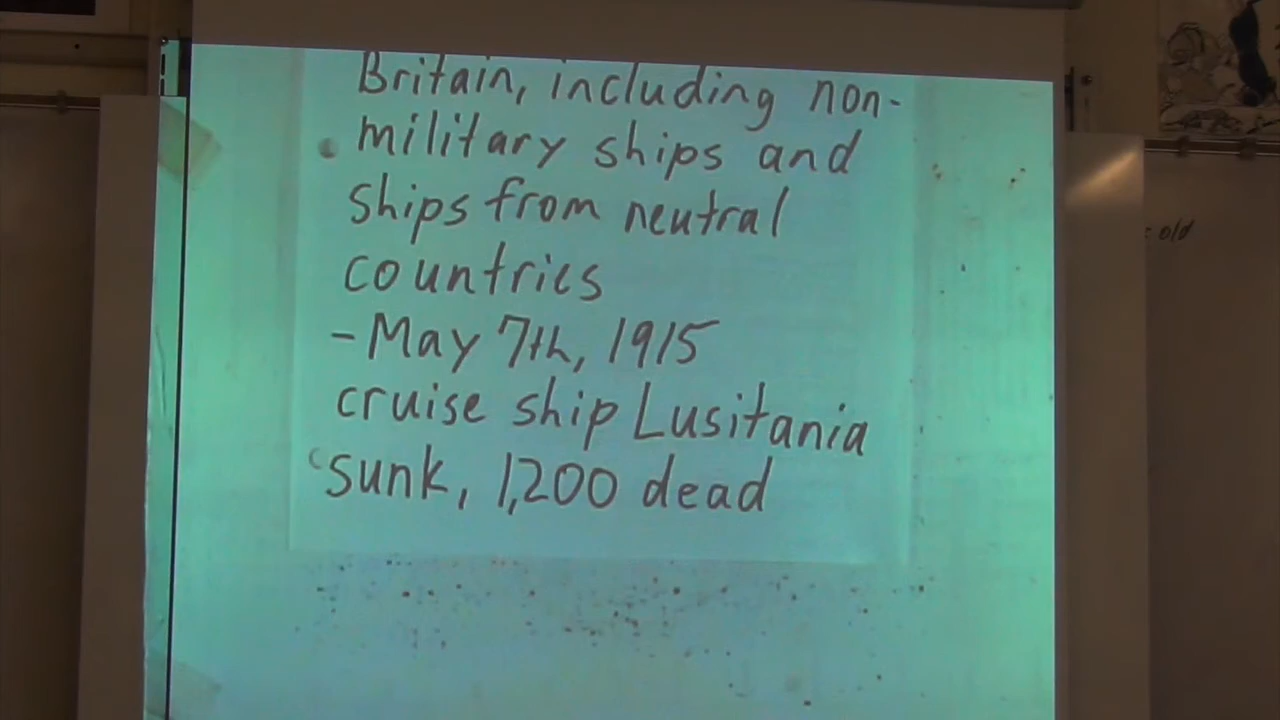 Britain, including non-
military ships and
ships from neutral
countries
- May 7th, 1915
cruise ship Lusitania
sunk, 1,200 dead
old